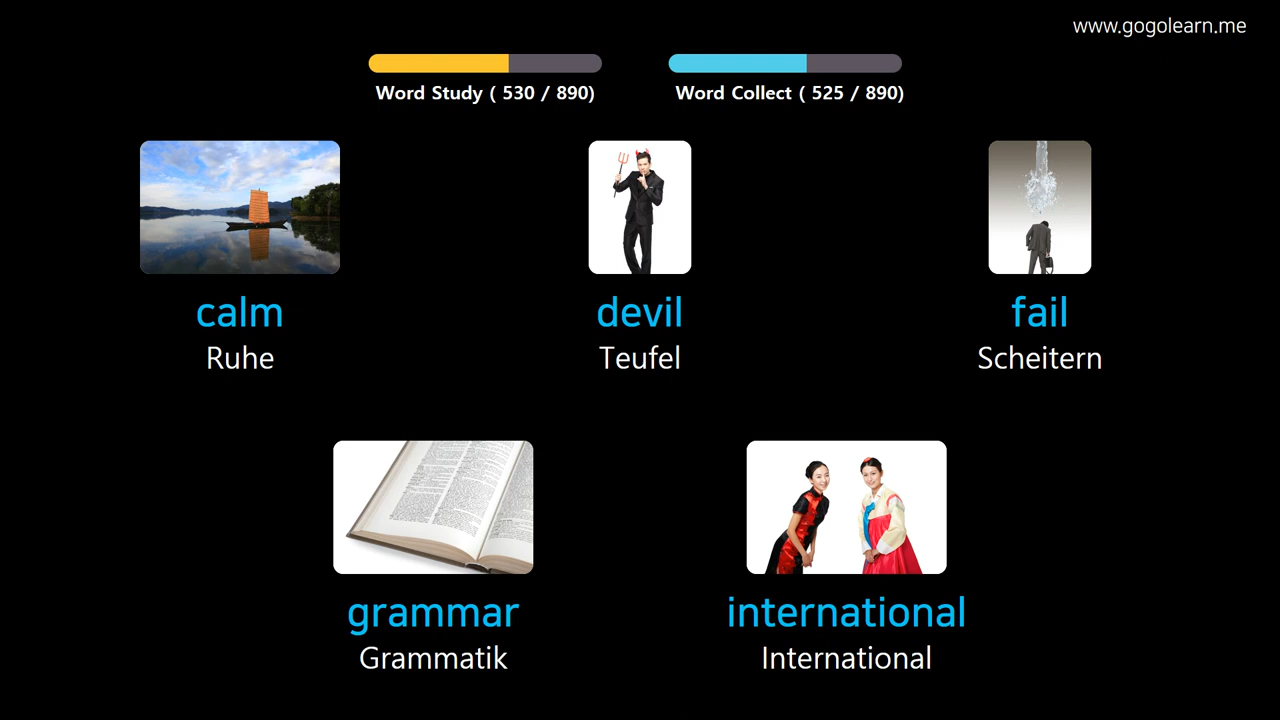 www.gogolearn.me
Word Study ( 530 / 890)
Word Collect ( 525 / 890)
calm
Ruhe
devil
Teufel
fail
Scheitern
grammar
Grammatik
international
International